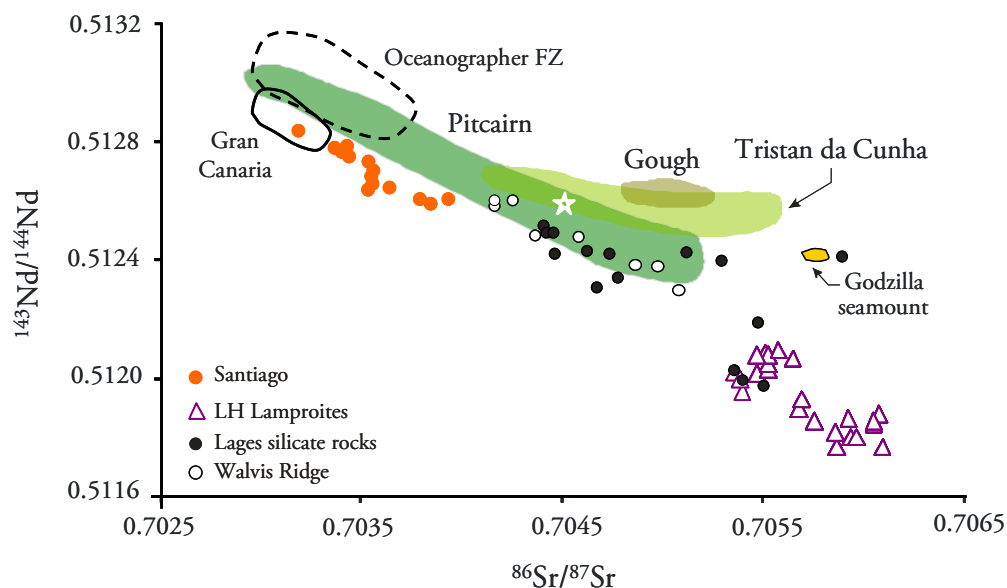 0.5132
Oceanographer FZ
0.5128
Pitcairn
Gran
Canaria
Gough
Tristan da Cunha
¹⁴³Nd/¹⁴⁴Nd
0.5124
Godzilla
seamount
0.5120
Santiago
LH Lamproites
Lages silicate rocks
Walvis Ridge
0.5116
0.7025
0.7035
0.7045
0.7055
0.7065
⁸⁶Sr/⁸⁷Sr